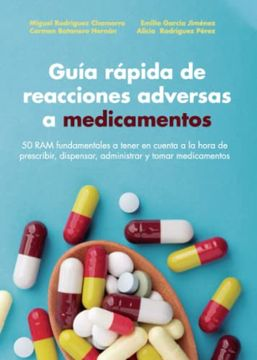 Miguel Rodríguez Chamorro Emilio García Jiménez
Carmen Batanero Hernán Alicia Rodríguez Pérez
Guía rápida de
reacciones adversas
a medicamentos
50 RAM fundamentales a tener en cuenta a la hora de
prescribir, dispensar, administrar y tomar medicamentos